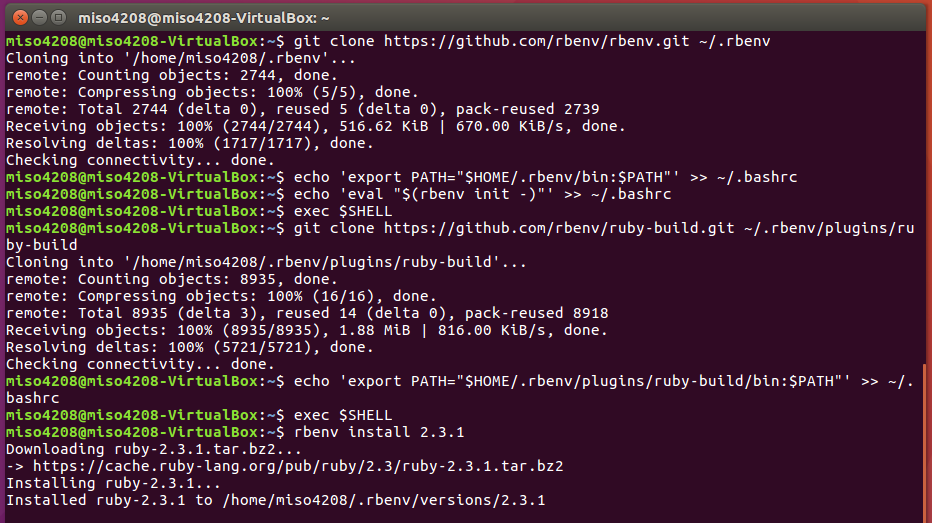 miso4208@miso4208-VirtualBox: ~
miso4208@miso4208-VirtualBox:~$ git clone https://github.com/rbenv/rbenv.git ~/.rbenv
Cloning into '/home/miso4208/.rbenv'...
remote: Counting objects: 2744, done.
remote: Compressing objects: 100% (5/5), done.
remote: Total 2744 (delta 0), reused 5 (delta 0), pack-reused 2739
Receiving objects: 100% (2744/2744), 516.62 KiB | 670.00 KiB/s, done.
Resolving deltas: 100% (1717/1717), done.
Checking connectivity... done.
miso4208@miso4208-VirtualBox:~$ echo 'export PATH="$HOME/.rbenv/bin:$PATH"' >> ~/.bashrc
miso4208@miso4208-VirtualBox:~$ echo 'eval "$(rbenv init -)"' >> ~/.bashrc
miso4208@miso4208-VirtualBox:~$ exec $SHELL
miso4208@miso4208-VirtualBox:~$ git clone https://github.com/rbenv/ruby-build.git ~/.rbenv/plugins/ru
by-build
Cloning into '/home/miso4208/.rbenv/plugins/ruby-build'...
remote: Counting objects: 8935, done.
remote: Compressing objects: 100% (16/16), done.
remote: Total 8935 (delta 3), reused 14 (delta 0), pack-reused 8918
Receiving objects: 100% (8935/8935), 1.88 MiB | 816.00 KiB/s, done.
Resolving deltas: 100% (5721/5721), done.
Checking connectivity... done.
miso4208@miso4208-VirtualBox:~$ echo 'export PATH="$HOME/.rbenv/plugins/ruby-build/bin:$PATH"' >> ~/.
bashrc
miso4208@miso4208-VirtualBox:~$ exec $SHELL
miso4208@miso4208-VirtualBox:~$ rbenv install 2.3.1
Downloading ruby-2.3.1.tar.bz2...
-> https://cache.ruby-lang.org/pub/ruby/2.3/ruby-2.3.1.tar.bz2
Installing ruby-2.3.1...
Installed ruby-2.3.1 to /home/miso4208/.rbenv/versions/2.3.1